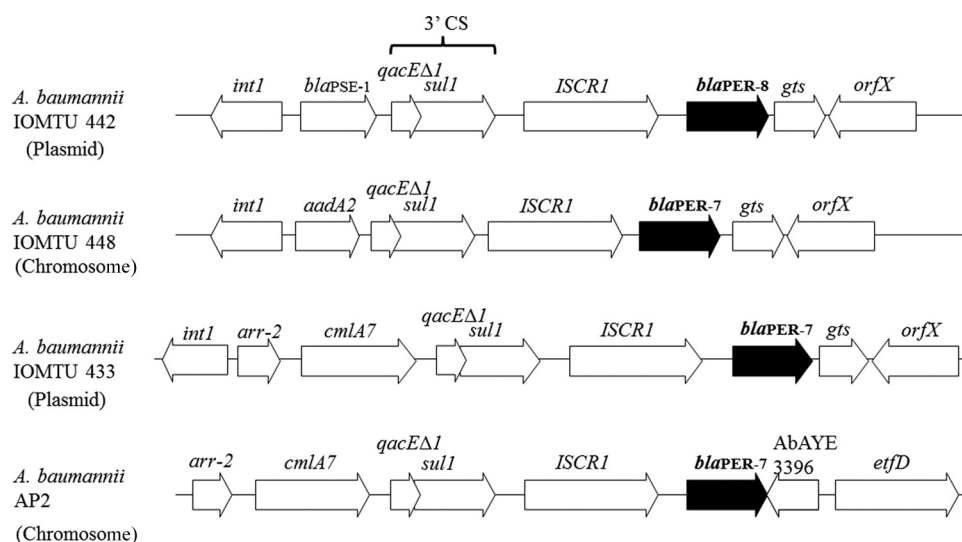 3' CS
qacEΔ1
int1 blaPSE-1 sul1 ISCR1 blaPER-8 gts orfX
A. baumannii
IOMTU 442
(Plasmid)
qacEΔ1
int1 aadA2 sul1 ISCR1 blaPER-7 gts orfX
A. baumannii
IOMTU 448
(Chromosome)
qacEΔ1
int1 arr-2 cmlA7 sul1 ISCR1 blaPER-7 gts orfX
A. baumannii
IOMTU 433
(Plasmid)
qacEΔ1 AbAYE
arr-2 cmlA7 sul1 ISCR1 blaPER-7 3396 etfD
A. baumannii
AP2
(Chromosome)